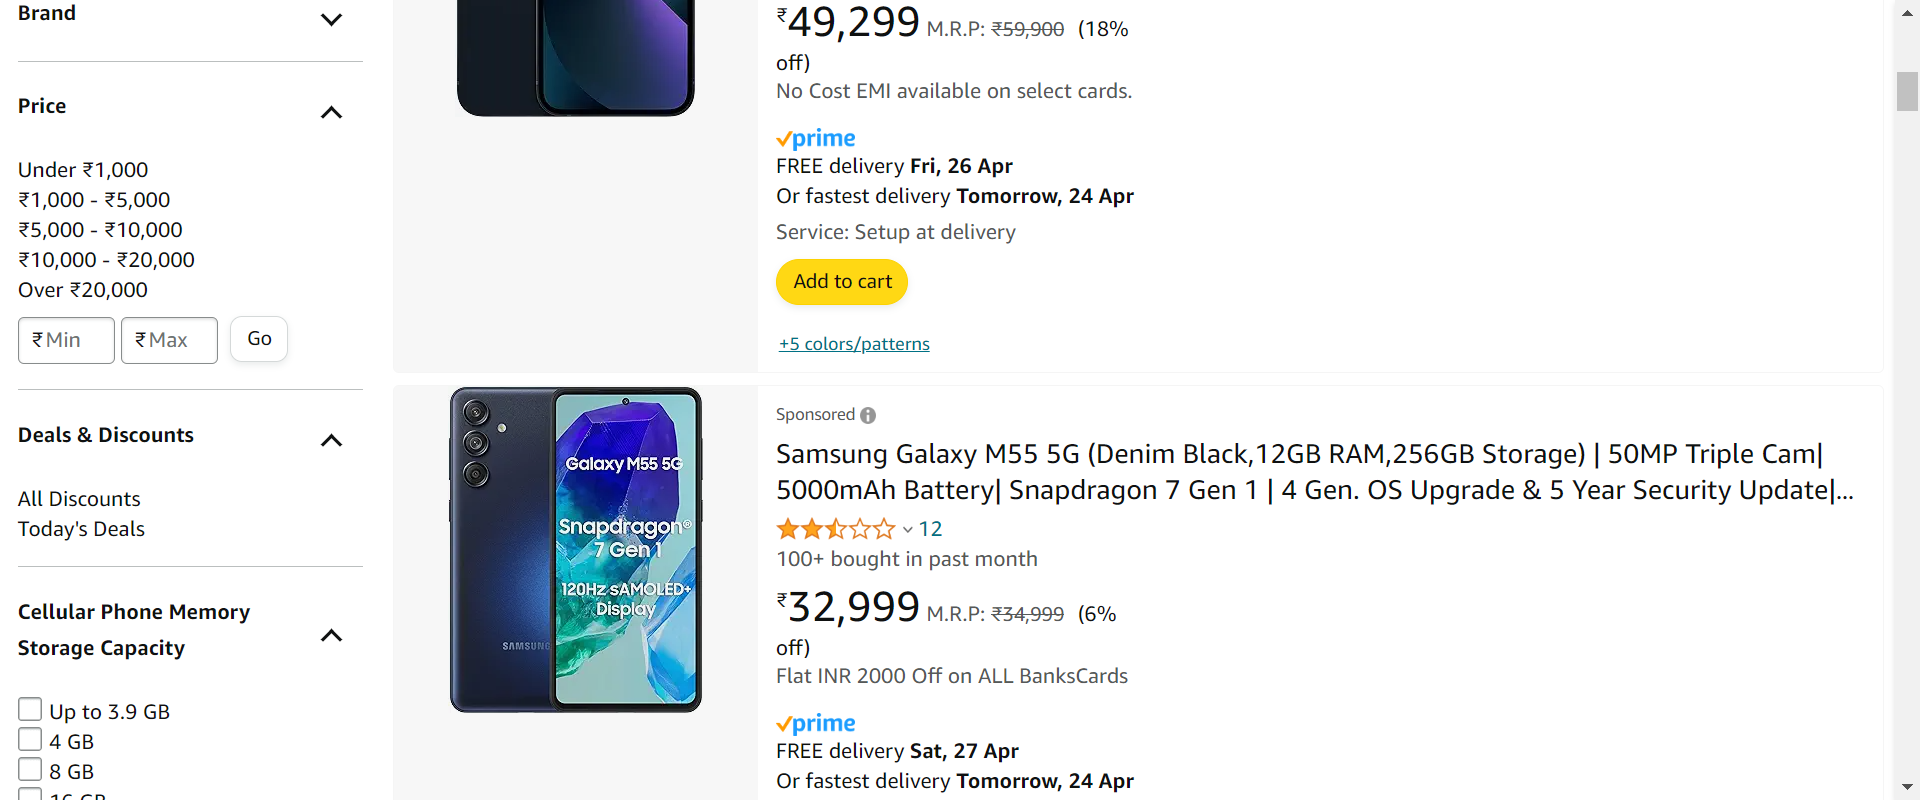 Brand
Price
Under ₹1,000
₹1,000 - ₹5,000
₹5,000 - ₹10,000
₹10,000 - ₹20,000
Over ₹20,000
₹ Min ₹ Max Go
Deals & Discounts
All Discounts
Today's Deals
Cellular Phone Memory
Storage Capacity
Up to 3.9 GB
4 GB
8 GB
16 GB
₹49,299 M.R.P: ₹59,900 (18%
off)
No Cost EMI available on select cards.
prime
FREE delivery Fri, 26 Apr
Or fastest delivery Tomorrow, 24 Apr
Service: Setup at delivery
Add to cart
+5 colors/patterns
Galaxy M55 5G
Snapdragon®
7 Gen 1
120Hz sAMOLED+
Display
SAMSUNG
Sponsored
Samsung Galaxy M55 5G (Denim Black,12GB RAM,256GB Storage) | 50MP Triple Cam|
5000mAh Battery| Snapdragon 7 Gen 1 | 4 Gen. OS Upgrade & 5 Year Security Update|...
12
100+ bought in past month
₹32,999 M.R.P: ₹34,999 (6%
off)
Flat INR 2000 Off on ALL BanksCards
prime
FREE delivery Sat, 27 Apr
Or fastest delivery Tomorrow, 24 Apr